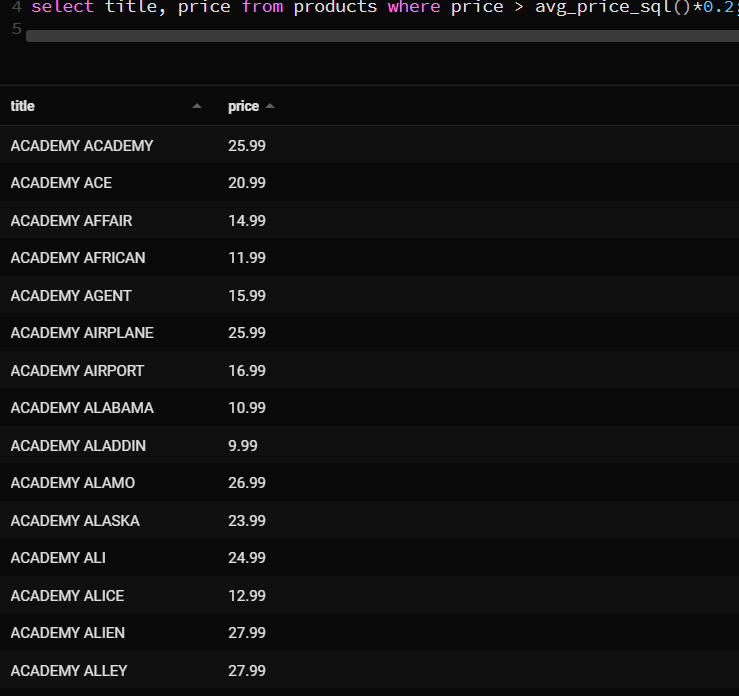 4 select title, price from products where price > avg_price_sql()*0.2;
5
title price
ACADEMY ACADEMY 25.99
ACADEMY ACE 20.99
ACADEMY AFFAIR 14.99
ACADEMY AFRICAN 11.99
ACADEMY AGENT 15.99
ACADEMY AIRPLANE 25.99
ACADEMY AIRPORT 16.99
ACADEMY ALABAMA 10.99
ACADEMY ALADDIN 9.99
ACADEMY ALAMO 26.99
ACADEMY ALASKA 23.99
ACADEMY ALI 24.99
ACADEMY ALICE 12.99
ACADEMY ALIEN 27.99
ACADEMY ALLEY 27.99